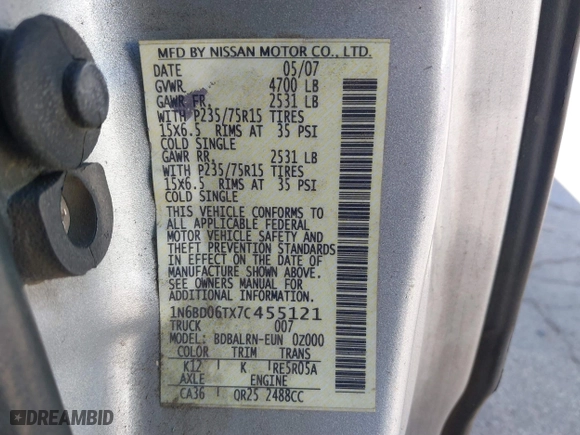 MFD BY NISSAN MOTOR CO., LTD.
DATE 05/07
GVWR 4700 LB
GAWR FR. 2531 LB
WITH P235/75R15 TIRES
15X6.5 RIMS AT 35 PSI
COLD SINGLE
GAWR RR. 2531 LB
WITH P235/75R15 TIRES
15X6.5 RIMS AT 35 PSI
COLD SINGLE
THIS VEHICLE CONFORMS TO
ALL APPLICABLE FEDERAL
MOTOR VEHICLE SAFETY AND
THEFT PREVENTION STANDARDS
IN EFFECT ON THE DATE OF
MANUFACTURE SHOWN ABOVE.
SEE OWNERS MANUAL FOR
ADDITIONAL INFORMATION
1N6BD06TX7C455121
TRUCK 007
MODEL: BDBALRN-EUN 0Z000
COLOR TRIM TRANS
K12 K RE5R05A
AXLE ENGINE
CA36 QR25 2488CC
DREAMBID